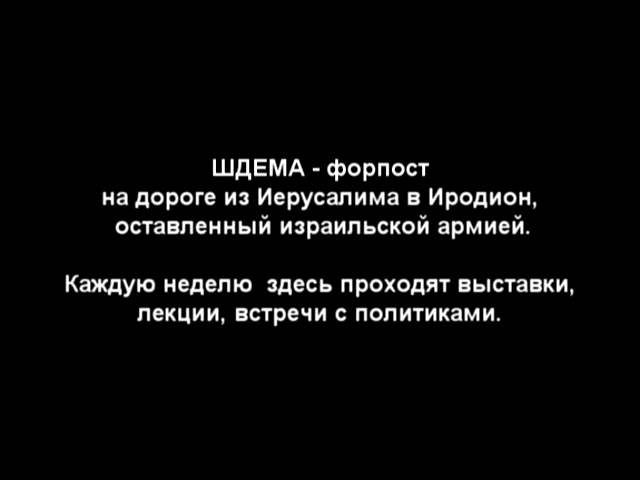 ШДЕМА - форпост
на дороге из Иерусалима в Иродион,
оставленный израильской армией.
Каждую неделю здесь проходят выставки,
лекции, встречи с политиками.